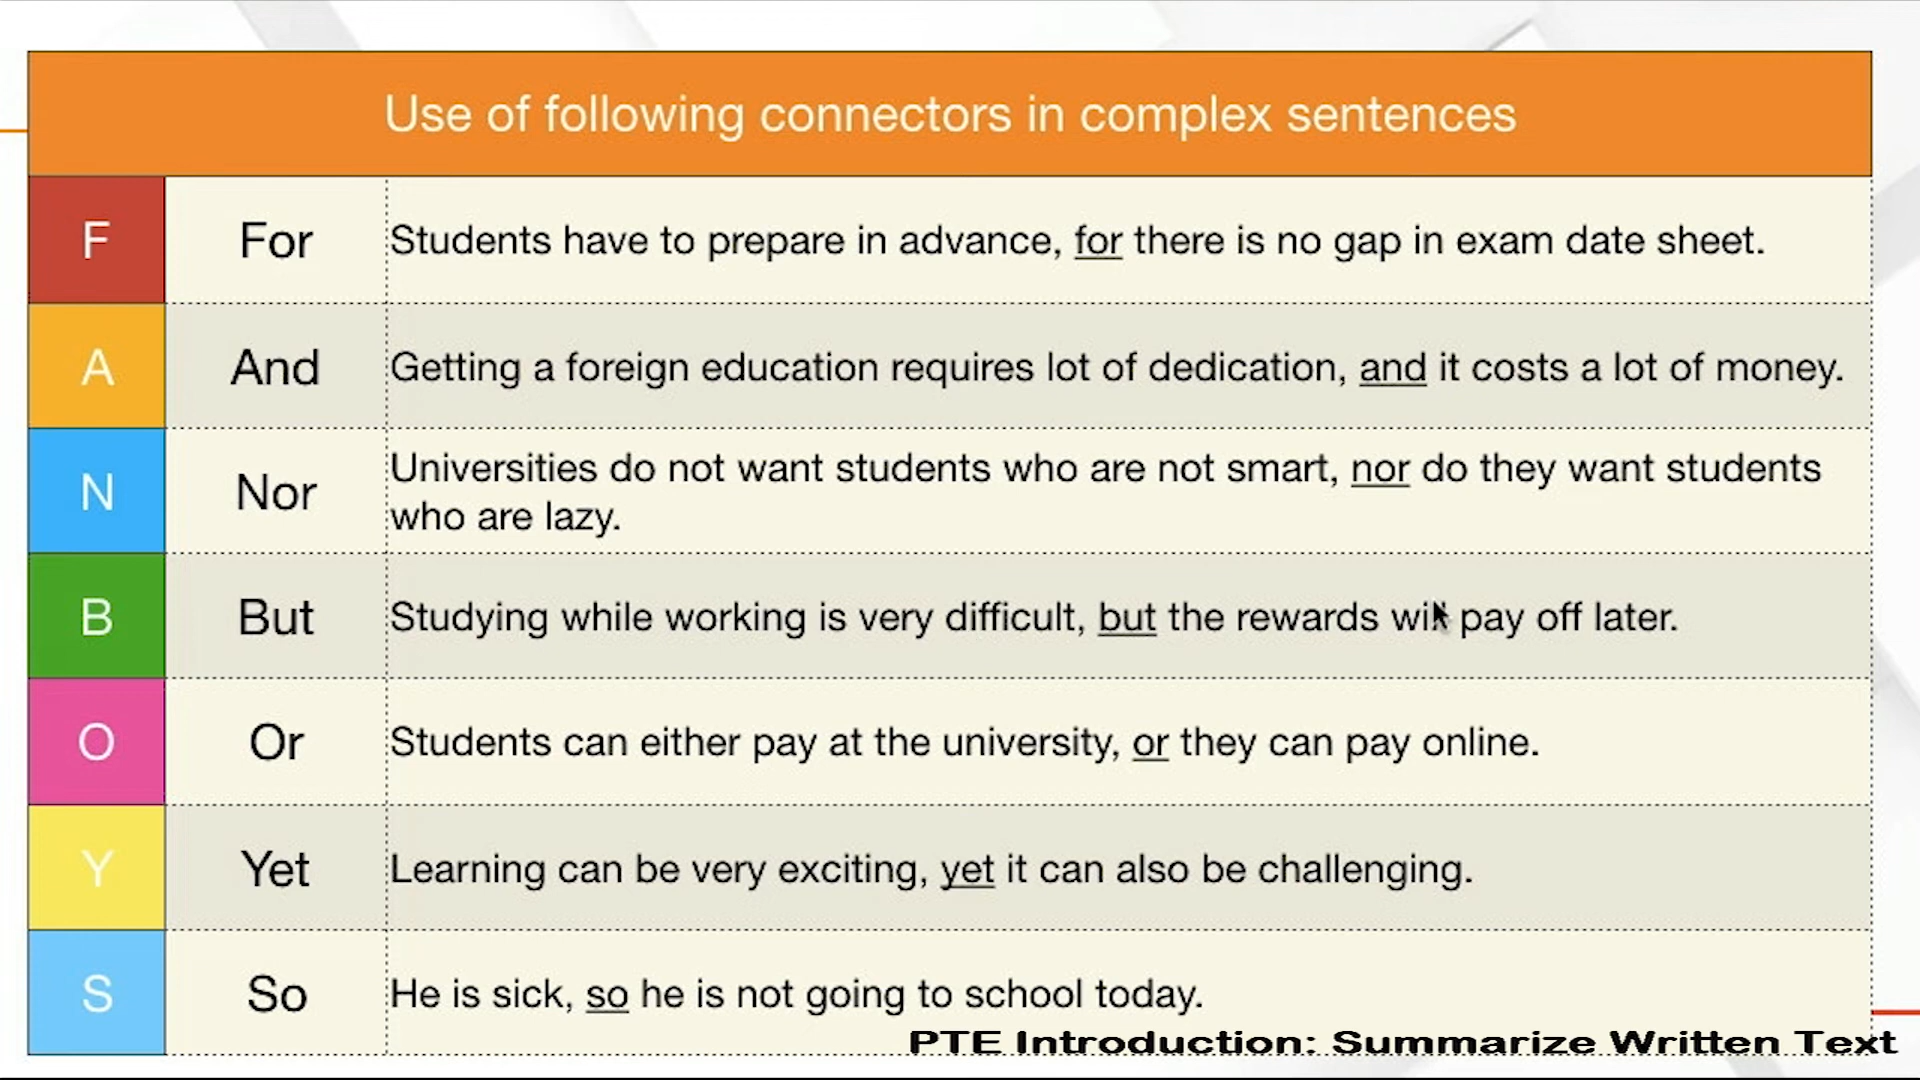 Use of following connectors in complex sentences
F For Students have to prepare in advance, for there is no gap in exam date sheet.
A And Getting a foreign education requires lot of dedication, and it costs a lot of money.
N Nor Universities do not want students who are not smart, nor do they want students
who are lazy.
B But Studying while working is very difficult, but the rewards will pay off later.
O Or Students can either pay at the university, or they can pay online.
Y Yet Learning can be very exciting, yet it can also be challenging.
S So He is sick, so he is not going to school today.
PTE Introduction: Summarize Written Text